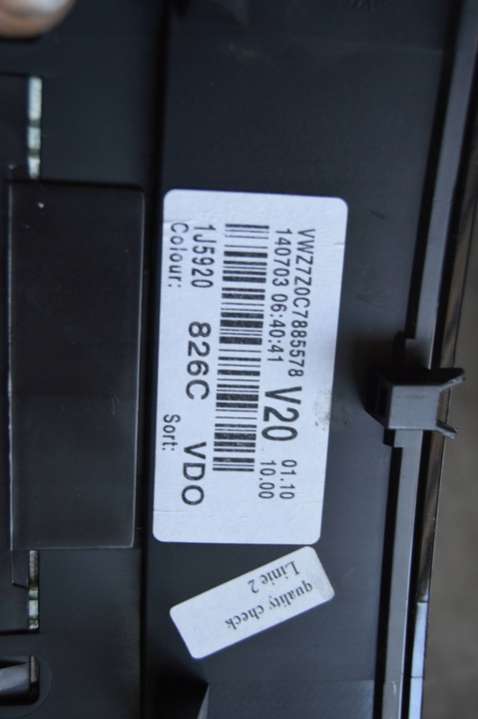 VWZ7Z0C7885578
140703 06:40:41
V20
01.10
10.00
1J5920 826C VDO
Colour: Sort:
quality check
Linie 2